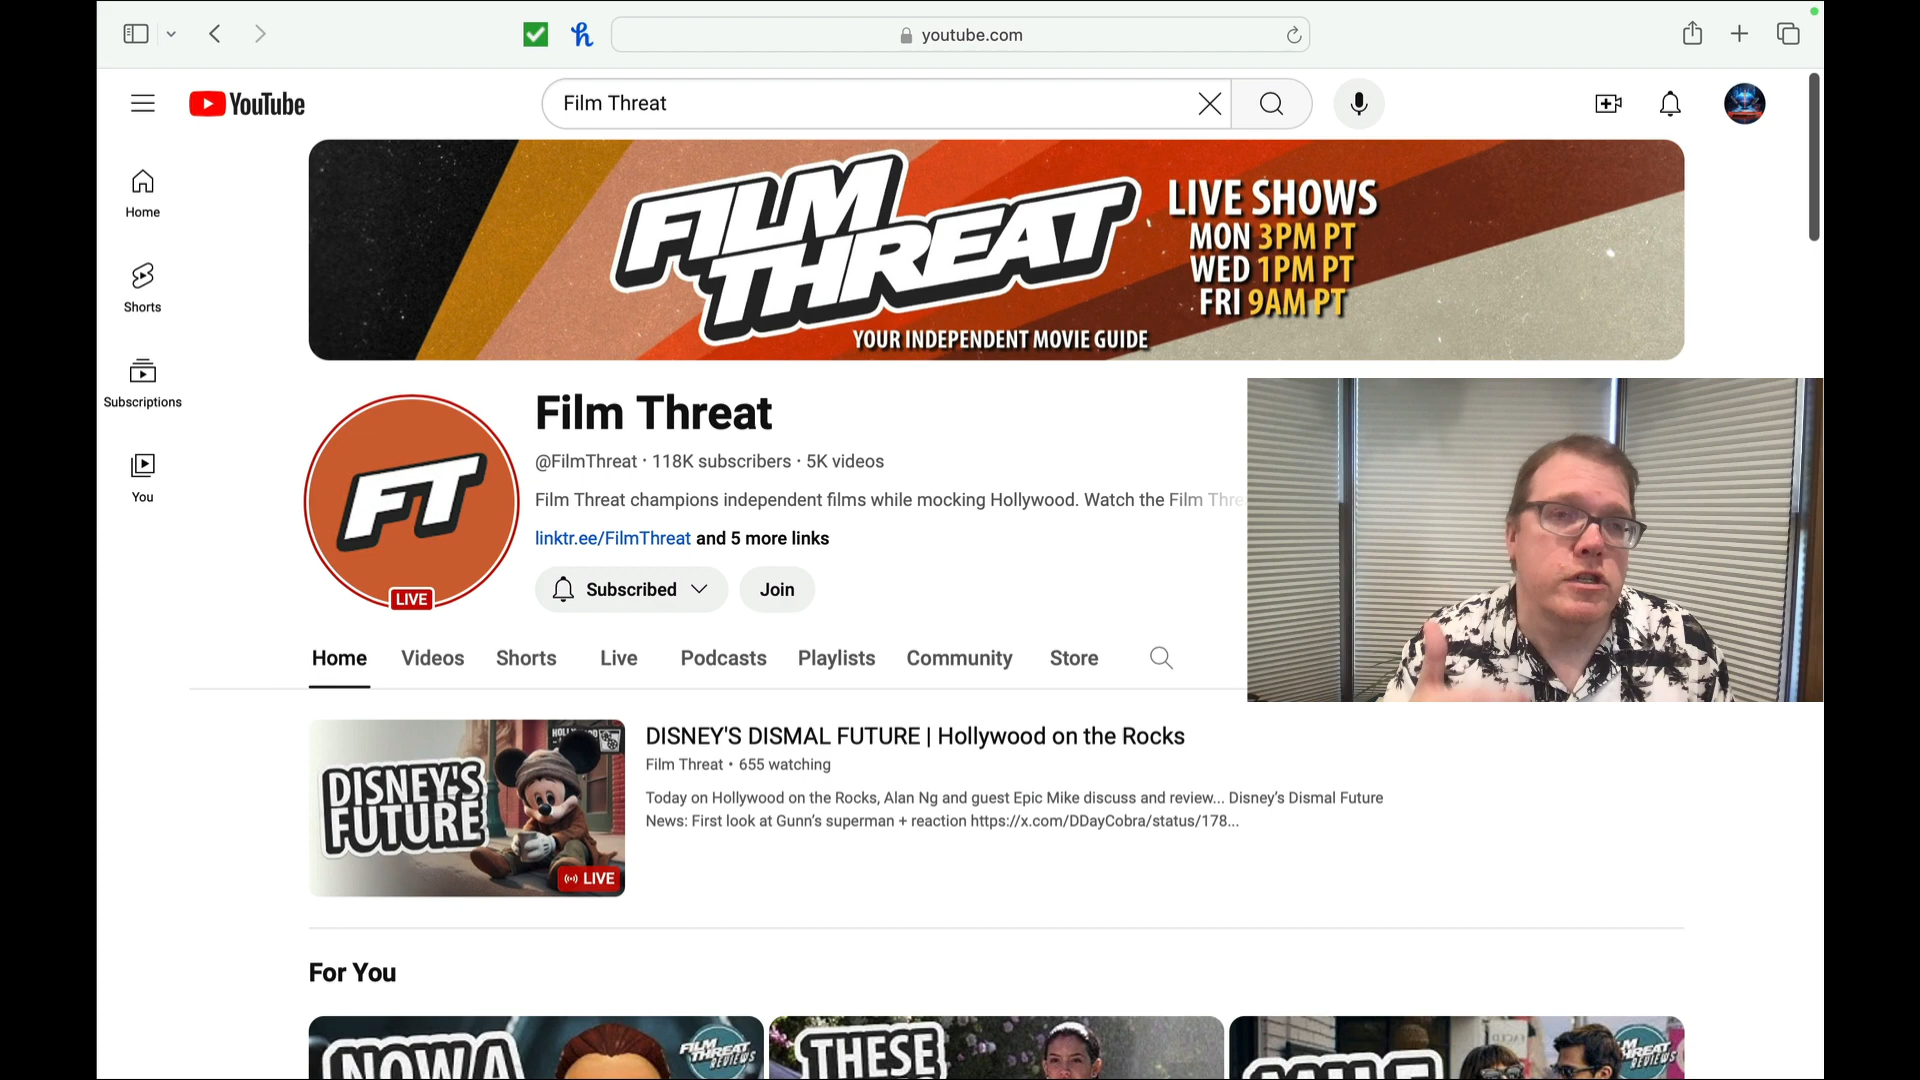 youtube.com
YouTube
Film Threat
Home
Shorts
Subscriptions
You
FILM THREAT
YOUR INDEPENDENT MOVIE GUIDE
LIVE SHOWS
MON 3PM PT
WED 1PM PT
FRI 9AM PT
FT
LIVE
Film Threat
@FilmThreat · 118K subscribers · 5K videos
Film Threat champions independent films while mocking Hollywood. Watch the Film Thre
linktr.ee/FilmThreat and 5 more links
Subscribed
Join
Home Videos Shorts Live Podcasts Playlists Community Store
DISNEY'S
FUTURE
LIVE
DISNEY'S DISMAL FUTURE | Hollywood on the Rocks
Film Threat • 655 watching
Today on Hollywood on the Rocks, Alan Ng and guest Epic Mike discuss and review... Disney's Dismal Future
News: First look at Gunn's superman + reaction https://x.com/DDayCobra/status/178...
For You
NOW A
FILM THREAT REVIEWS
THESE